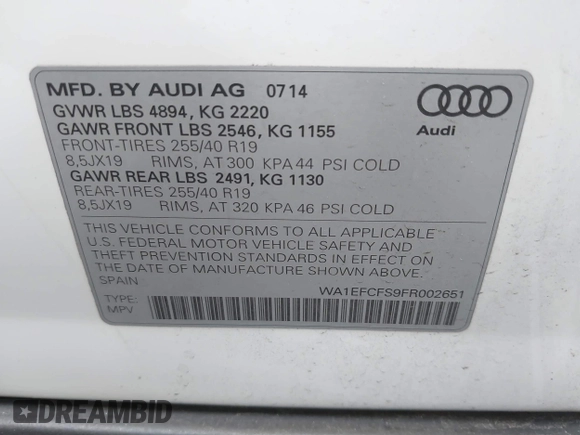 MFD. BY AUDI AG 0714
GVWR LBS 4894, KG 2220
GAWR FRONT LBS 2546, KG 1155
FRONT-TIRES 255/40 R19
8,5JX19 RIMS, AT 300 KPA 44 PSI COLD
GAWR REAR LBS 2491, KG 1130
REAR-TIRES 255/40 R19
8,5JX19 RIMS, AT 320 KPA 46 PSI COLD
Audi
THIS VEHICLE CONFORMS TO ALL APPLICABLE
U.S. FEDERAL MOTOR VEHICLE SAFETY AND
THEFT PREVENTION STANDARDS IN EFFECT ON
THE DATE OF MANUFACTURE SHOWN ABOVE.
SPAIN
WA1EFCFS9FR002651
TYPE:
MPV
DREAMBID